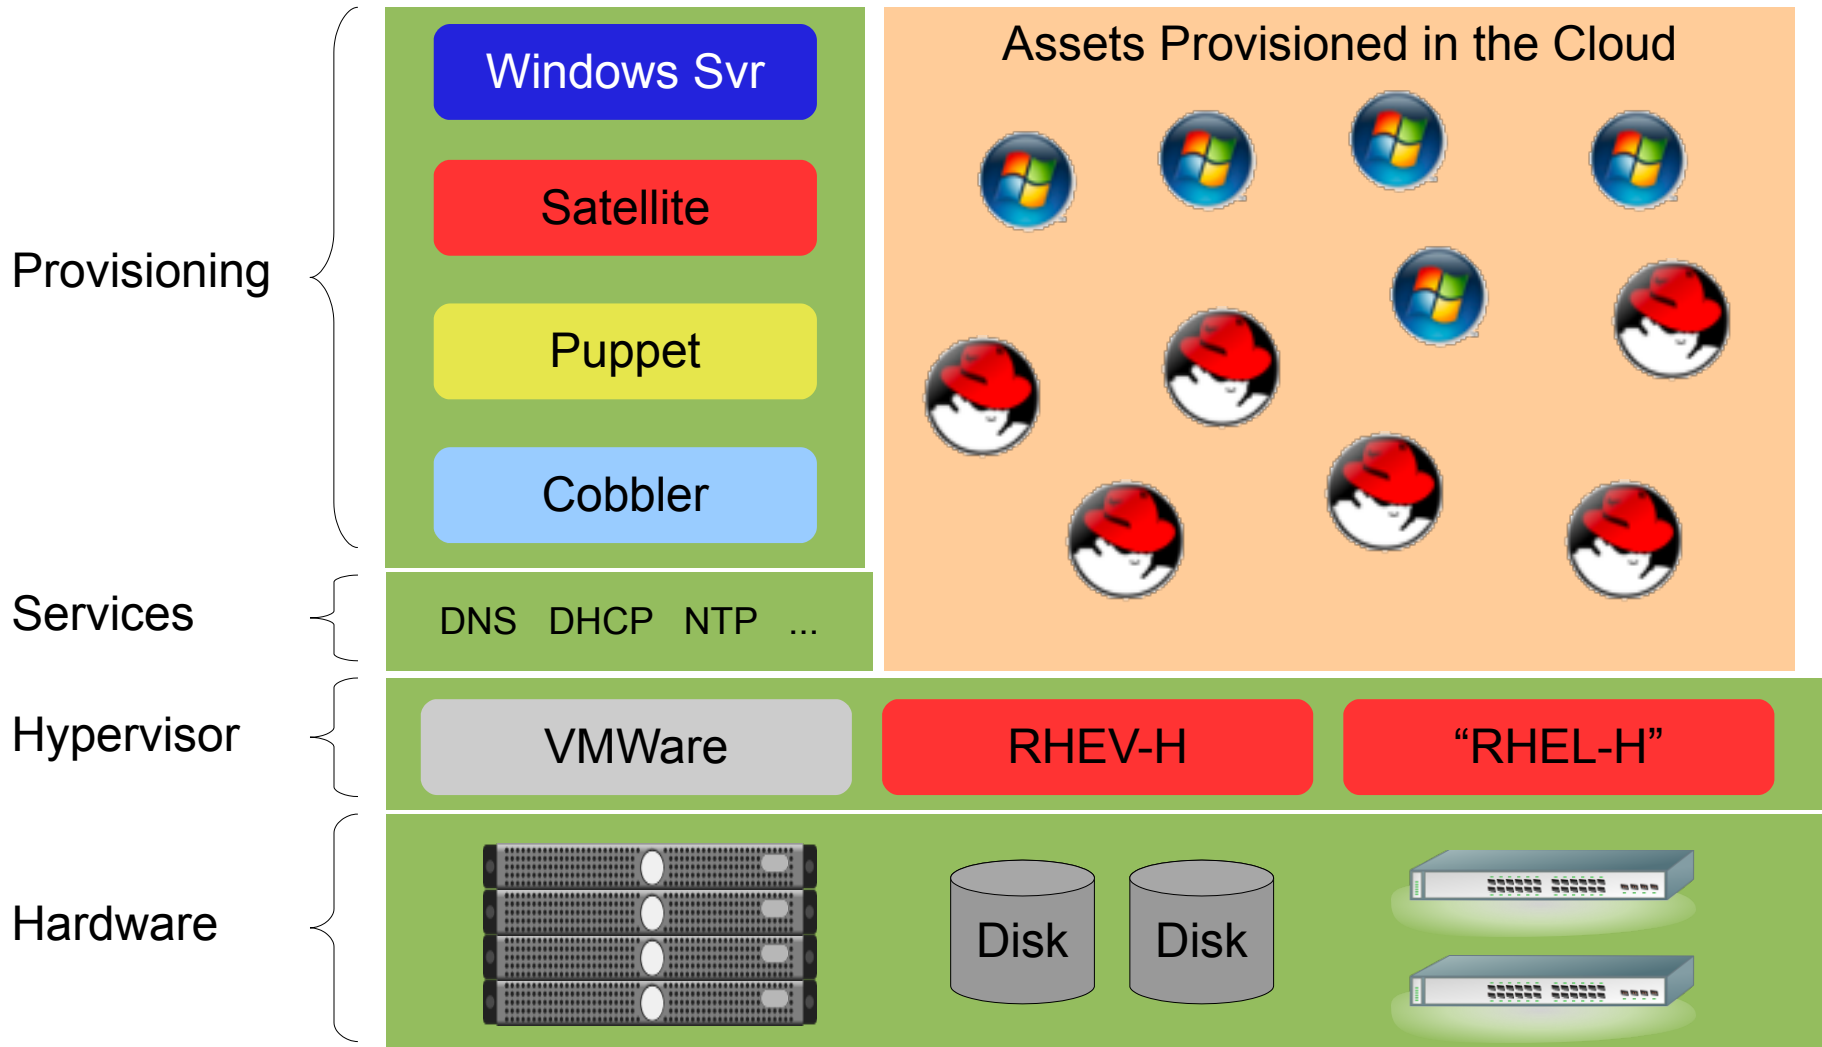 Provisioning
Windows Svr
Satellite
Puppet
Cobbler
Assets Provisioned in the Cloud
Services
DNS DHCP NTP ...
Hypervisor
VMWare
RHEV-H
“RHEL-H”
Hardware
Disk
Disk